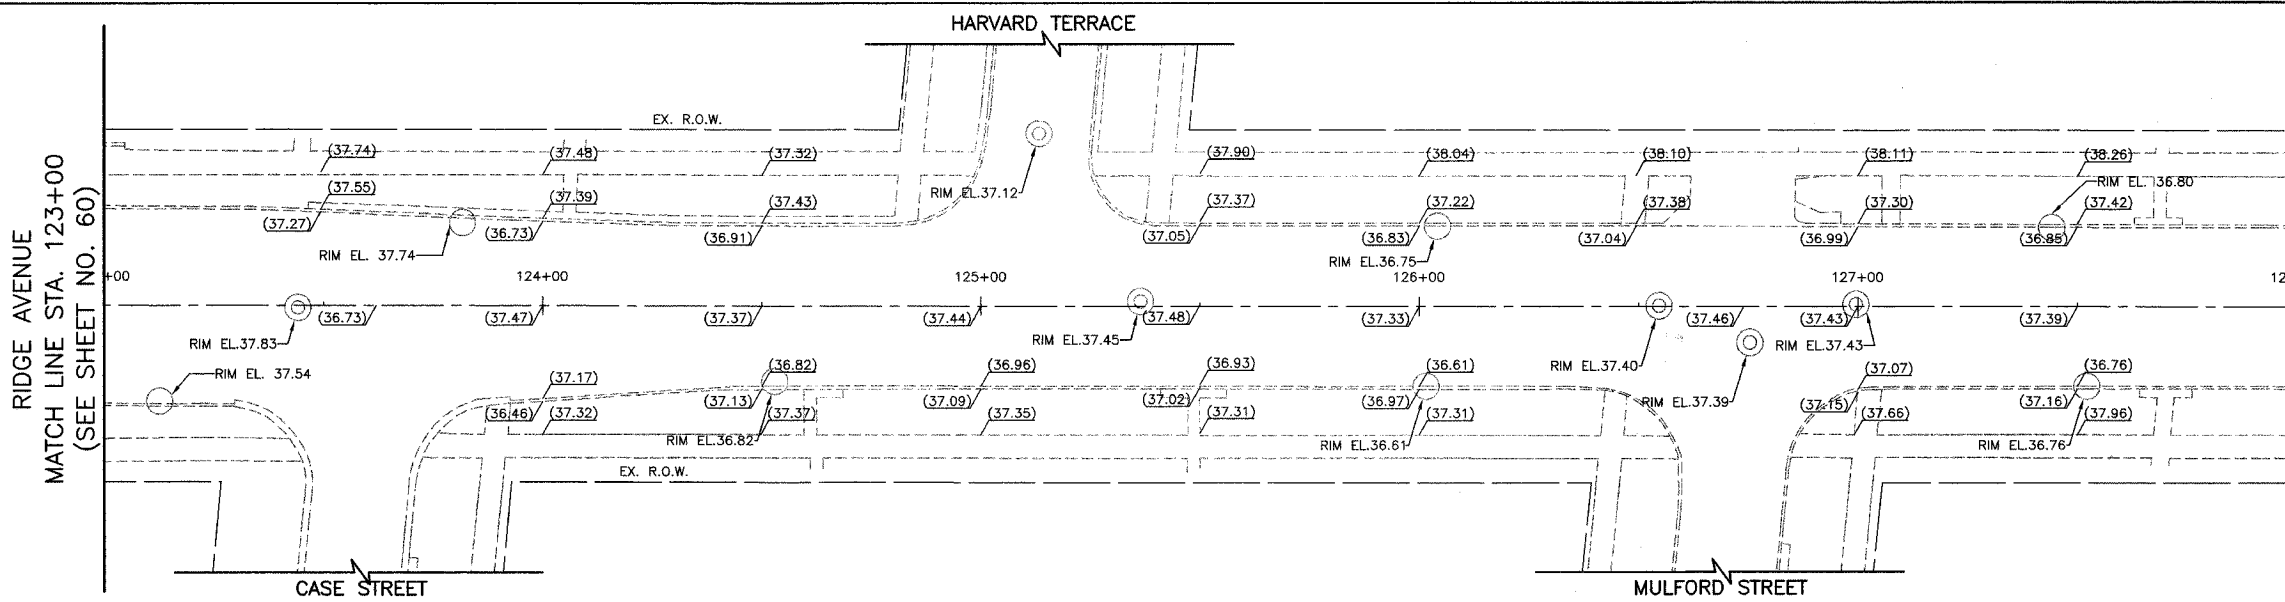 HARVARD TERRACE
EX. R.O.W.
(37.74)
(37.48)
(37.32)
(37.90)
(38.04)
(38.10)
(38.11)
(38.26)
RIM EL.37.12
RIM EL. 36.80
(37.55)
(37.39)
(37.43)
(37.37)
(37.22)
(37.38)
(37.30)
(37.42)
(37.27)
(36.73)
(36.91)
(37.05)
(36.83)
(37.04)
(36.99)
(36.85)
RIM EL. 37.74
RIM EL.36.75
RIDGE AVENUE
MATCH LINE STA. 123+00
(SEE SHEET NO. 60)
+00
124+00
125+00
126+00
127+00
12
(36.73)
(37.47)
(37.37)
(37.44)
(37.48)
(37.33)
(37.46)
(37.43)
(37.39)
RIM EL.37.83
RIM EL.37.45
RIM EL.37.40
RIM EL.37.43
RIM EL. 37.54
(37.17)
(36.82)
(36.96)
(36.93)
(36.61)
(37.07)
(36.76)
RIM EL.37.39
(36.46)
(37.32)
(37.13)
(37.37)
(37.09)
(37.35)
(37.02)
(37.31)
(36.97)
(37.31)
(37.15)
(37.66)
(37.16)
(37.96)
RIM EL.36.82
RIM EL.36.61
RIM EL.36.76
EX. R.O.W.
CASE STREET
MULFORD STREET